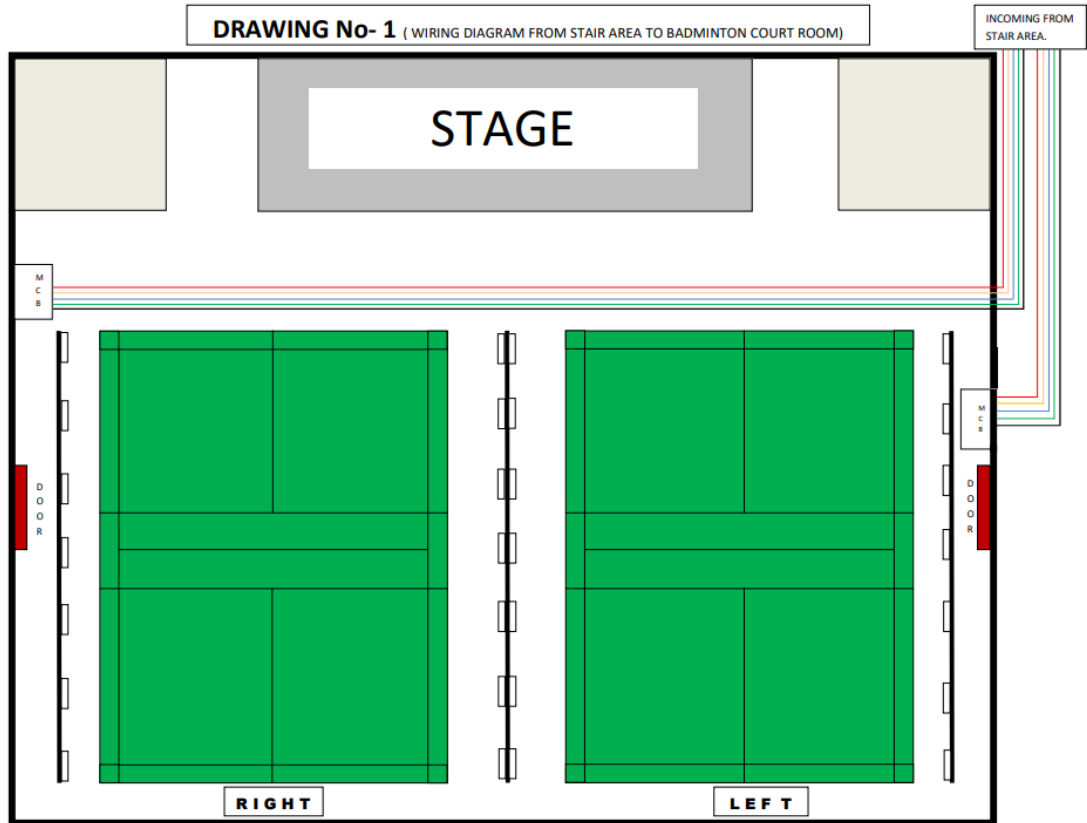 DRAWING No- 1 ( WIRING DIAGRAM FROM STAIR AREA TO BADMINTON COURT ROOM)
INCOMING FROM
STAIR AREA.
STAGE
M
C
B
M
C
B
D
O
O
R
D
O
O
R
RIGHT
LEFT